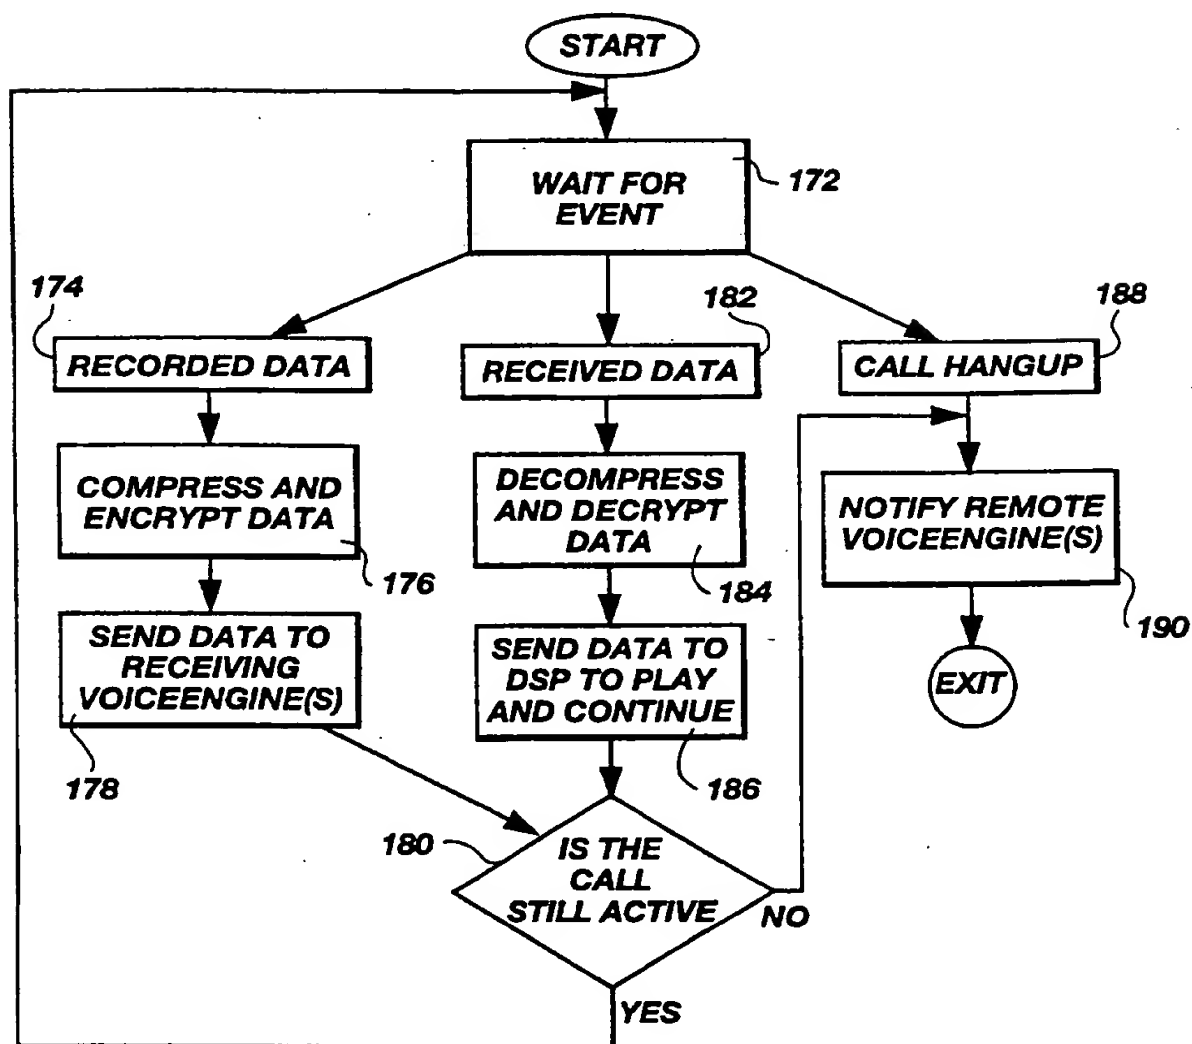 START
WAIT FOR
EVENT
172
174
RECORDED DATA
182
RECEIVED DATA
188
CALL HANGUP
COMPRESS AND
ENCRYPT DATA
176
DECOMPRESS
AND DECRYPT
DATA
184
NOTIFY REMOTE
VOICEENGINE(S)
190
SEND DATA TO
RECEIVING
VOICEENGINE(S)
178
SEND DATA TO
DSP TO PLAY
AND CONTINUE
186
EXIT
180
IS THE
CALL
STILL ACTIVE
NO
YES